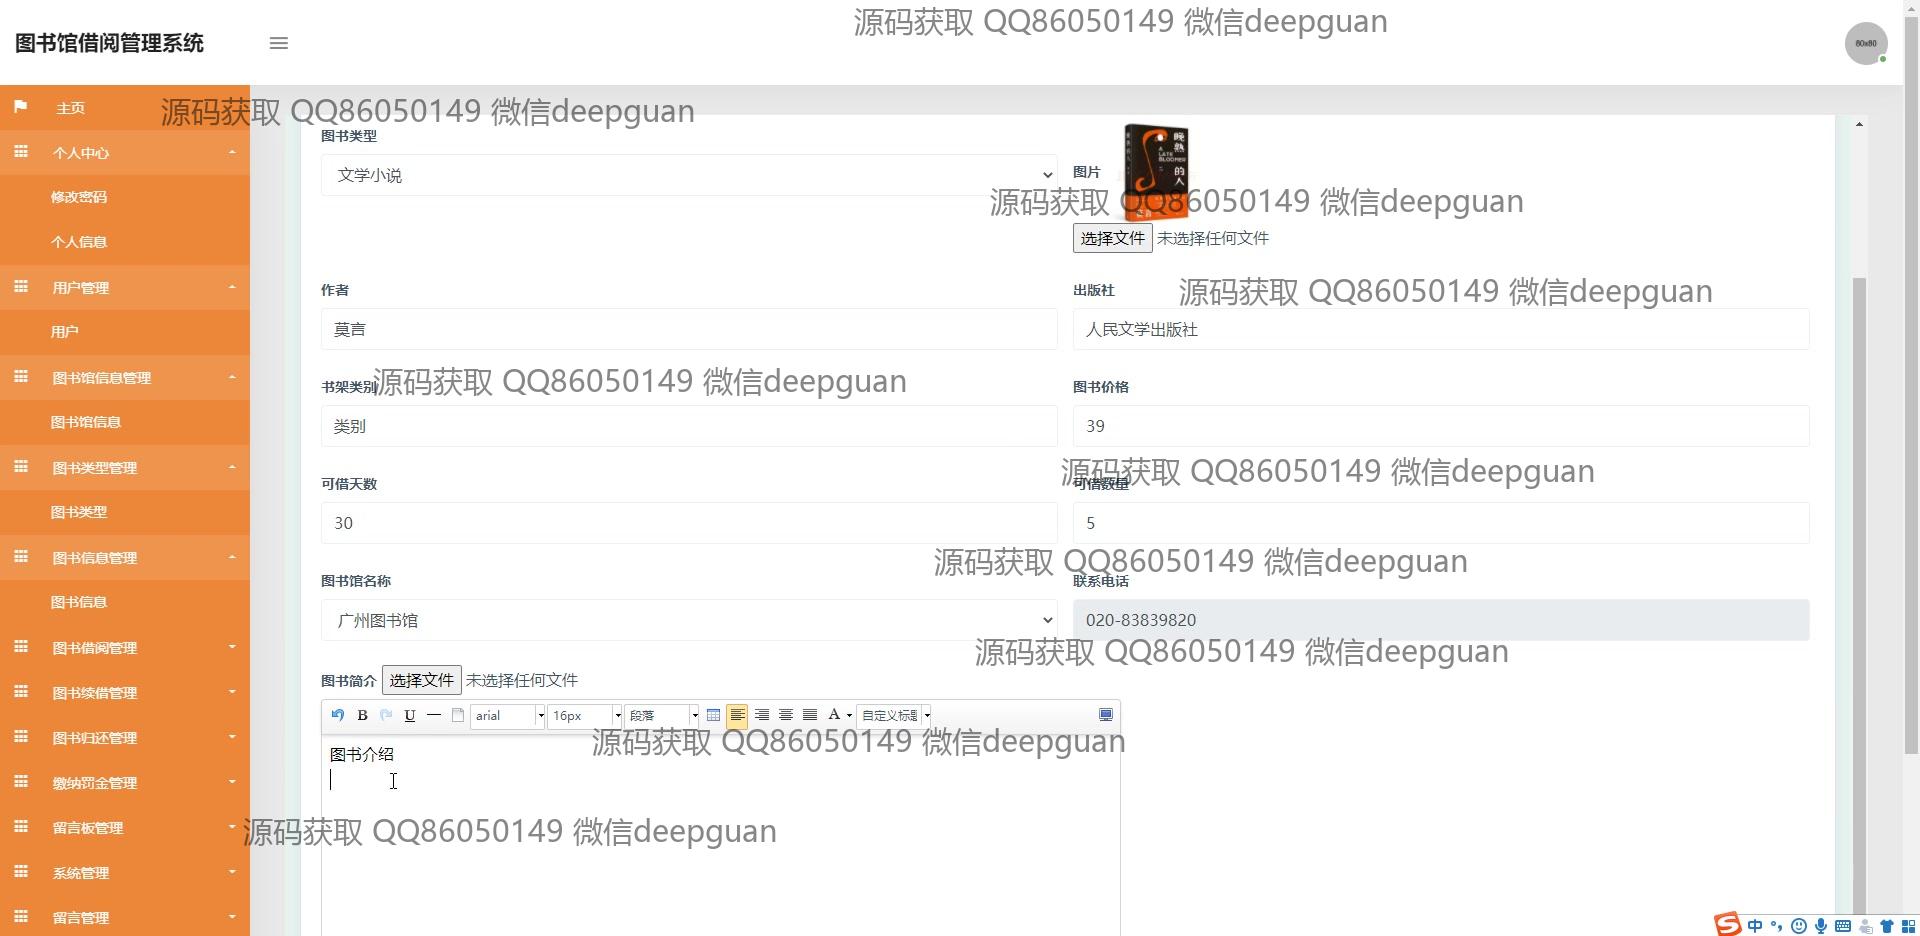 源码获取 QQ86050149 微信deepguan
图书馆借阅管理系统
80x80
主页
源码获取 QQ86050149 微信deepguan
图书类型
个人中心
文学小说
图片
晚熟的人
A LATE BLOOMER
修改密码
源码获取 QQ86050149 微信deepguan
选择文件 未选择任何文件
个人信息
用户管理
作者
出版社
源码获取 QQ86050149 微信deepguan
用户
莫言
人民文学出版社
图书馆信息管理
书架类别
源码获取 QQ86050149 微信deepguan
图书价格
图书馆信息
类别
39
图书类型管理
可借天数
可借数量
源码获取 QQ86050149 微信deepguan
图书类型
30
5
图书信息管理
源码获取 QQ86050149 微信deepguan
图书馆名称
联系电话
图书信息
广州图书馆
020-83839820
图书借阅管理
源码获取 QQ86050149 微信deepguan
图书简介 选择文件 未选择任何文件
图书续借管理
B U arial 16px 段落 A 自定义标题
图书归还管理
源码获取 QQ86050149 微信deepguan
图书介绍
缴纳罚金管理
留言板管理
源码获取 QQ86050149 微信deepguan
系统管理
留言管理
中